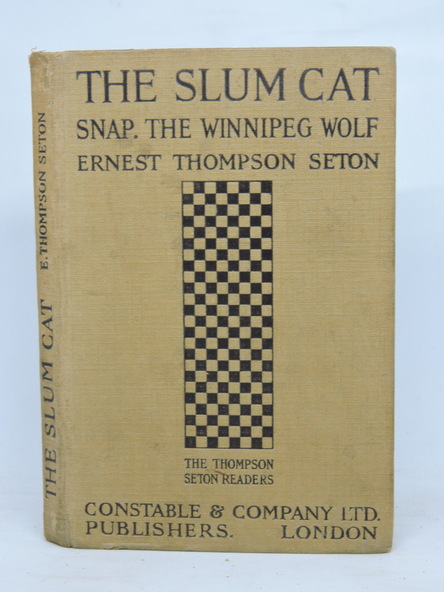 THE SLUM CAT
SNAP. THE WINNIPEG WOLF
ERNEST THOMPSON SETON
THE THOMPSON
SETON READERS
CONSTABLE & COMPANY LTD.
PUBLISHERS. LONDON
THE SLUM CAT E. THOMPSON SETON